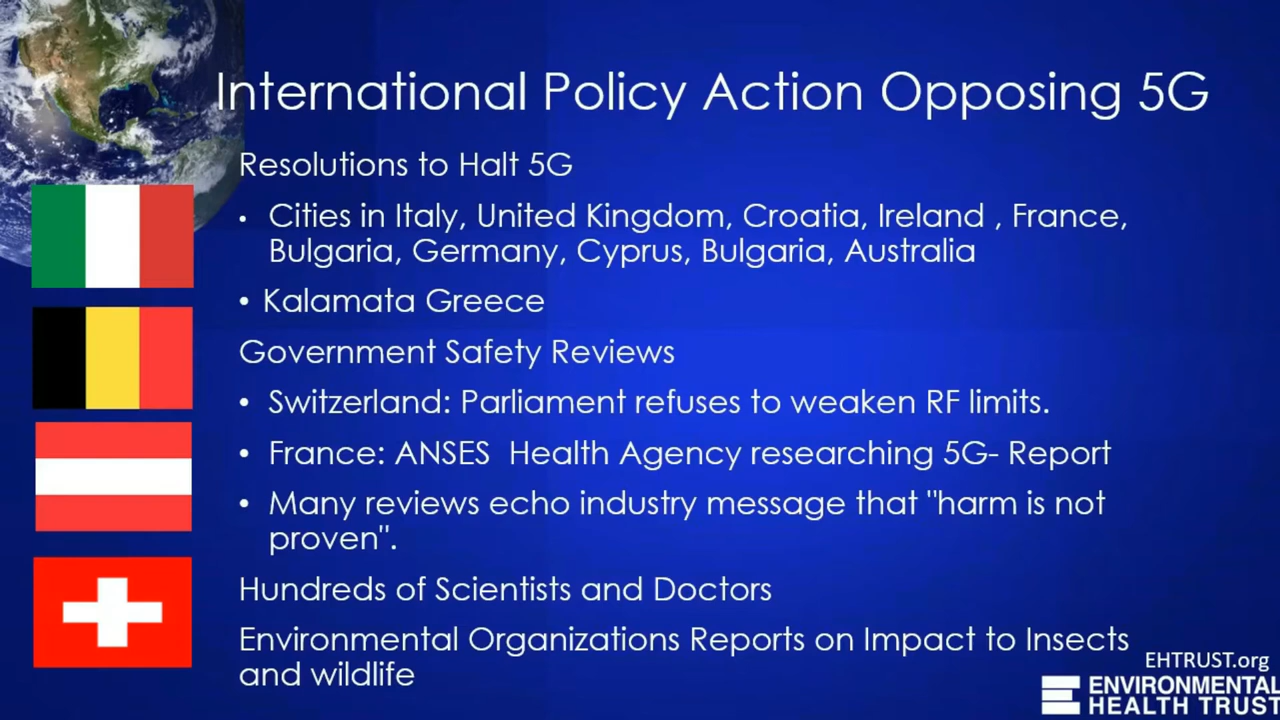 International Policy Action Opposing 5G
Resolutions to Halt 5G
• Cities in Italy, United Kingdom, Croatia, Ireland , France,
Bulgaria, Germany, Cyprus, Bulgaria, Australia
• Kalamata Greece
Government Safety Reviews
• Switzerland: Parliament refuses to weaken RF limits.
• France: ANSES  Health Agency researching 5G- Report
• Many reviews echo industry message that "harm is not
proven".
Hundreds of Scientists and Doctors
Environmental Organizations Reports on Impact to Insects
and wildlife
EHTRUST.org
ENVIRONMENTAL
HEALTH TRUST